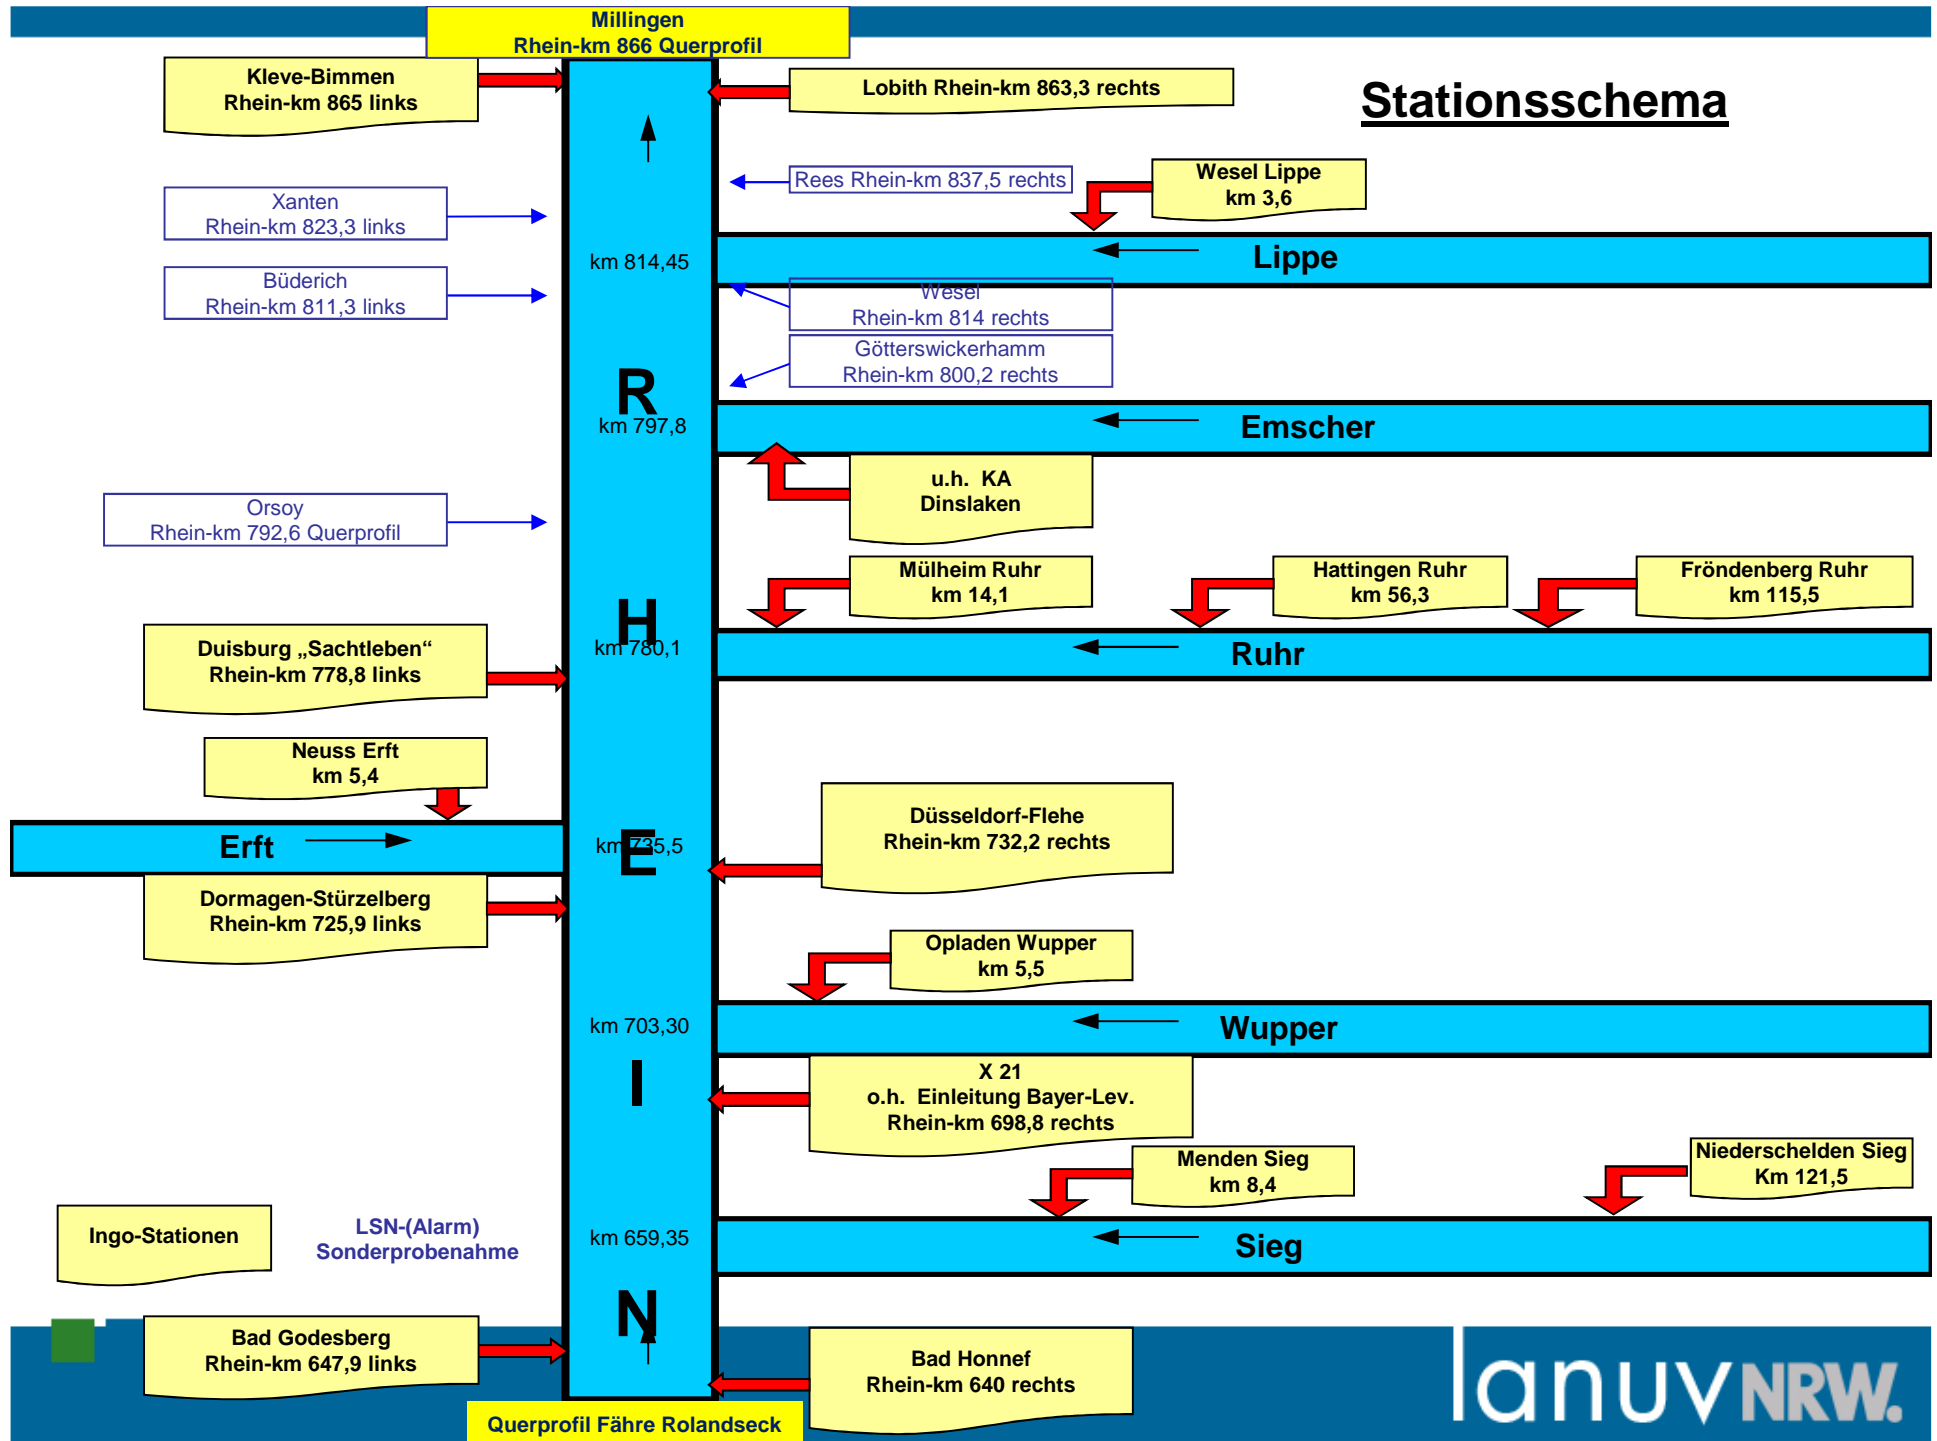 Millingen
Rhein-km 866 Querprofil
Kleve-Bimmen
Rhein-km 865 links
Lobith Rhein-km 863,3 rechts
Stationsschema
Rees Rhein-km 837,5 rechts
Wesel Lippe
km 3,6
Xanten
Rhein-km 823,3 links
km 814,45
Lippe
Büderich
Rhein-km 811,3 links
Wesel
Rhein-km 814 rechts
Götterswickerhamm
Rhein-km 800,2 rechts
R
km 797,8
Emscher
u.h. KA
Dinslaken
Orsoy
Rhein-km 792,6 Querprofil
Mülheim Ruhr
km 14,1
Hattingen Ruhr
km 56,3
Fröndenberg Ruhr
km 115,5
H
km 780,1
Ruhr
Duisburg „Sachtleben“
Rhein-km 778,8 links
Neuss Erft
km 5,4
Düsseldorf-Flehe
Rhein-km 732,2 rechts
Erft
km 735,5
E
Dormagen-Stürzelberg
Rhein-km 725,9 links
Opladen Wupper
km 5,5
km 703,30
Wupper
I
X 21
o.h. Einleitung Bayer-Lev.
Rhein-km 698,8 rechts
Menden Sieg
km 8,4
Niederschelden Sieg
Km 121,5
Ingo-Stationen
LSN-(Alarm)
Sonderprobenahme
km 659,35
Sieg
N
Bad Godesberg
Rhein-km 647,9 links
Bad Honnef
Rhein-km 640 rechts
Querprofil Fähre Rolandseck
lanuv NRW.